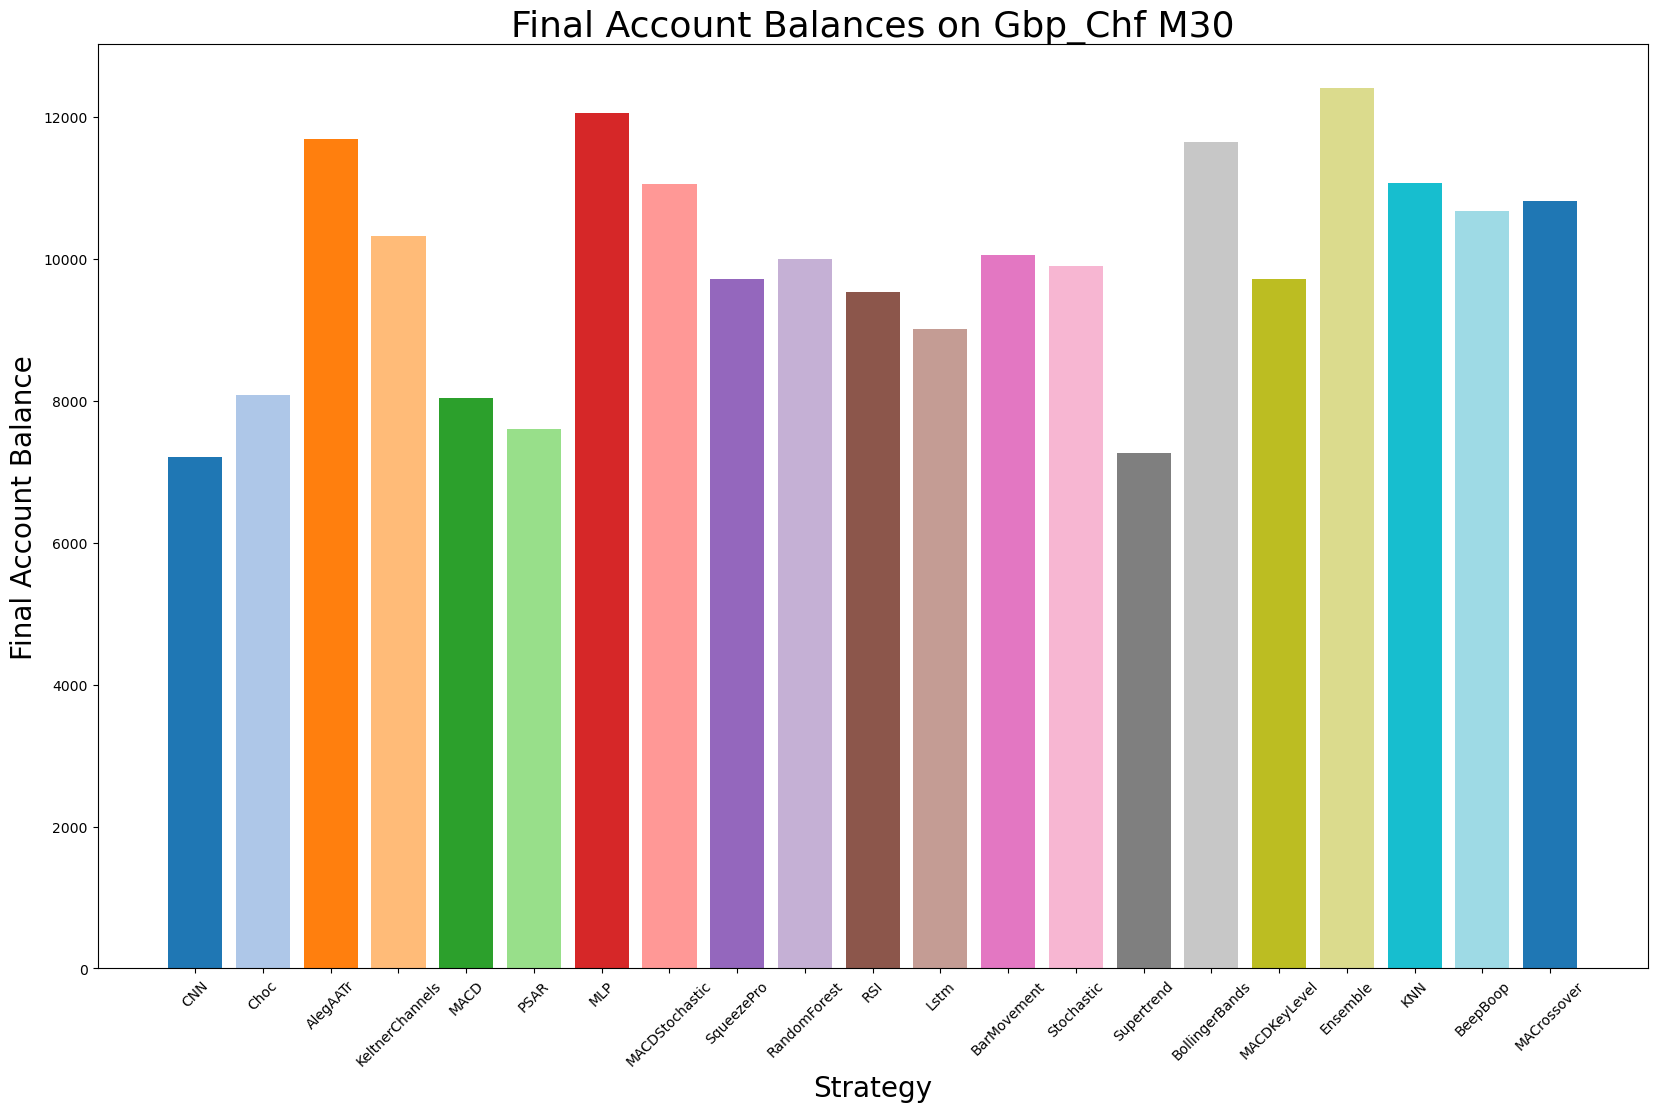 Final Account Balances on Gbp_Chf M30
Final Account Balance
12000
10000
8000
6000
4000
2000
0
CNN
Choc
AlegAATr
KeltnerChannels
MACD
PSAR
MLP
MACDStochastic
SqueezePro
RandomForest
RSI
Lstm
BarMovement
Stochastic
Supertrend
BollingerBands
MACDKeyLevel
Ensemble
KNN
BeepBoop
MACrossover
Strategy